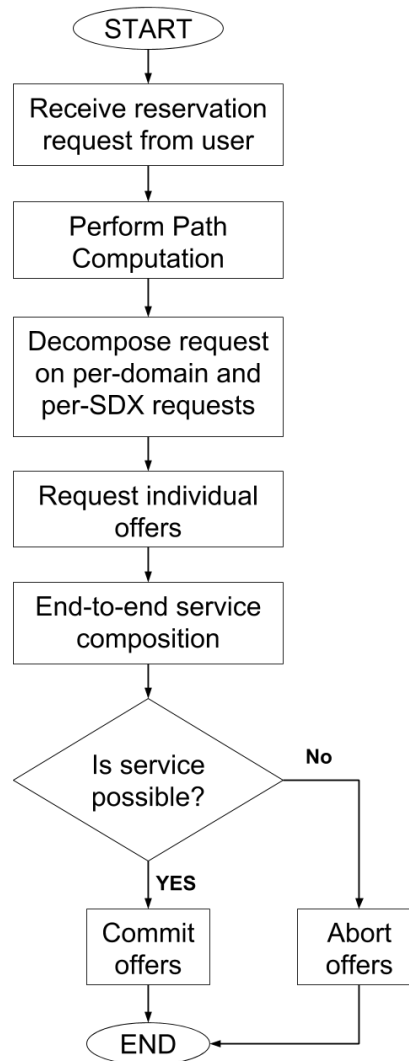 START
Receive reservation
request from user
Perform Path
Computation
Decompose request
on per-domain and
per-SDX requests
Request individual
offers
End-to-end service
composition
Is service
possible?
No
YES
Commit
offers
Abort
offers
END